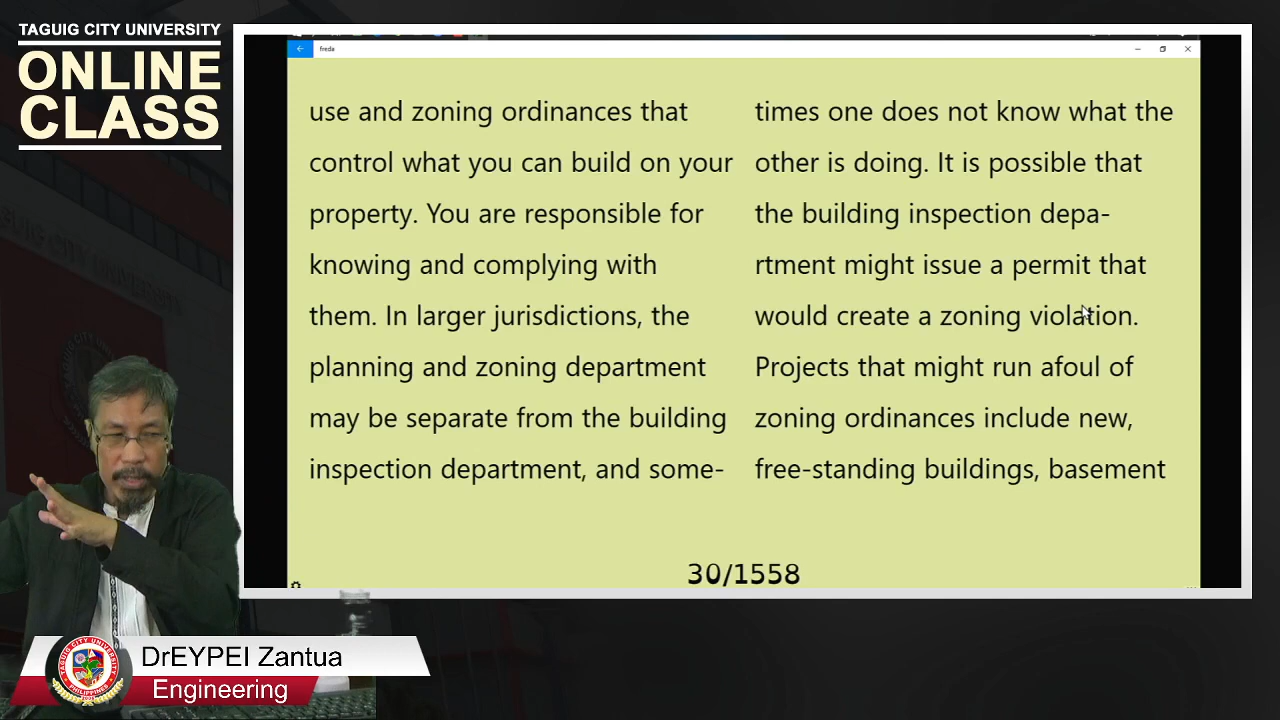 TAGUIG CITY UNIVERSITY
ONLINE
CLASS
freda
use and zoning ordinances that
control what you can build on your
property. You are responsible for
knowing and complying with
them. In larger jurisdictions, the
planning and zoning department
may be separate from the building
inspection department, and some-
times one does not know what the
other is doing. It is possible that
the building inspection depa-
rtment might issue a permit that
would create a zoning violation.
Projects that might run afoul of
zoning ordinances include new,
free-standing buildings, basement
30/1558
DrEYPEI Zantua
Engineering